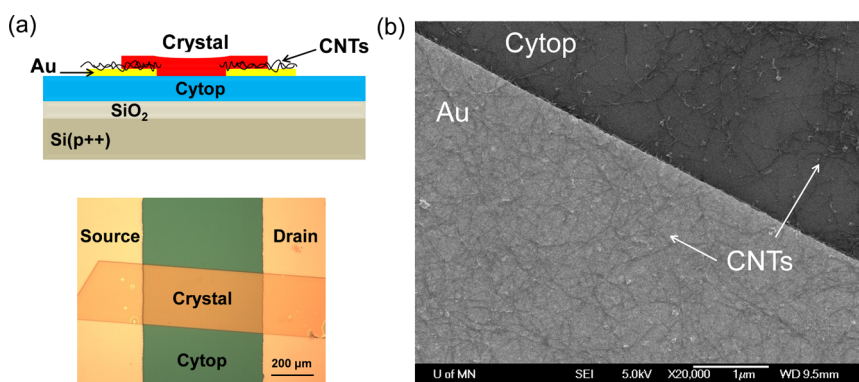 (a)
Crystal
CNTs
Au
Cytop
SiO2
Si(p++)
Source
Drain
Crystal
Cytop
200 µm
(b)
Cytop
Au
CNTs
U of MN SEI 5.0kV X20,000 1µm WD 9.5mm